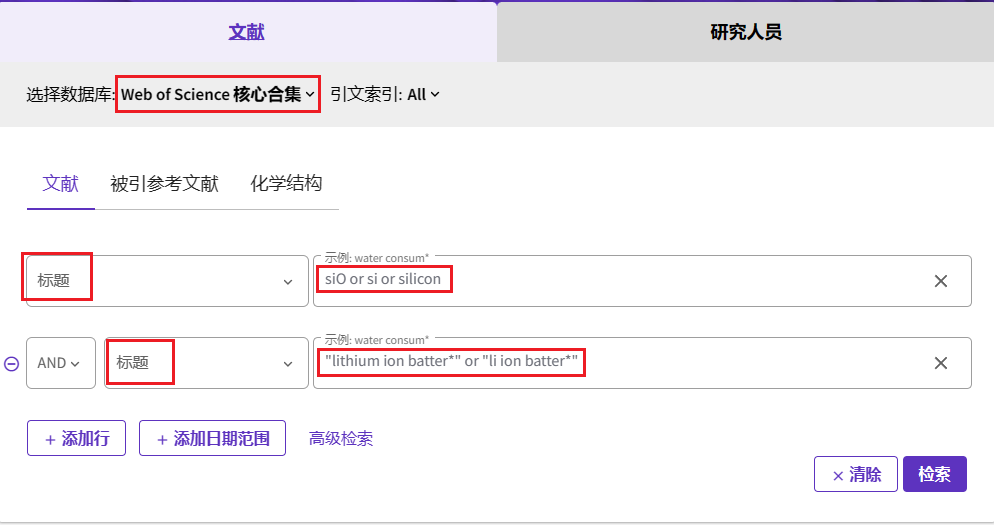 文献 研究人员
选择数据库: Web of Science 核心合集 引文索引: All
文献 被引参考文献 化学结构
示例: water consum*
标题 siO or si or silicon
示例: water consum*
AND 标题 "lithium ion batter*" or "li ion batter*"
+ 添加行 + 添加日期范围 高级检索
× 清除 检索